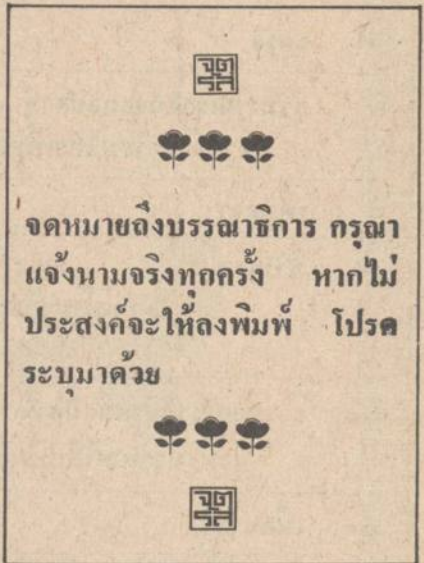 จดหมายถึงบรรณาธิการ กรุณา
แจ้งนามจริงทุกครั้ง หากไม่
ประสงค์จะให้ลงพิมพ์ โปรด
ระบุมาด้วย